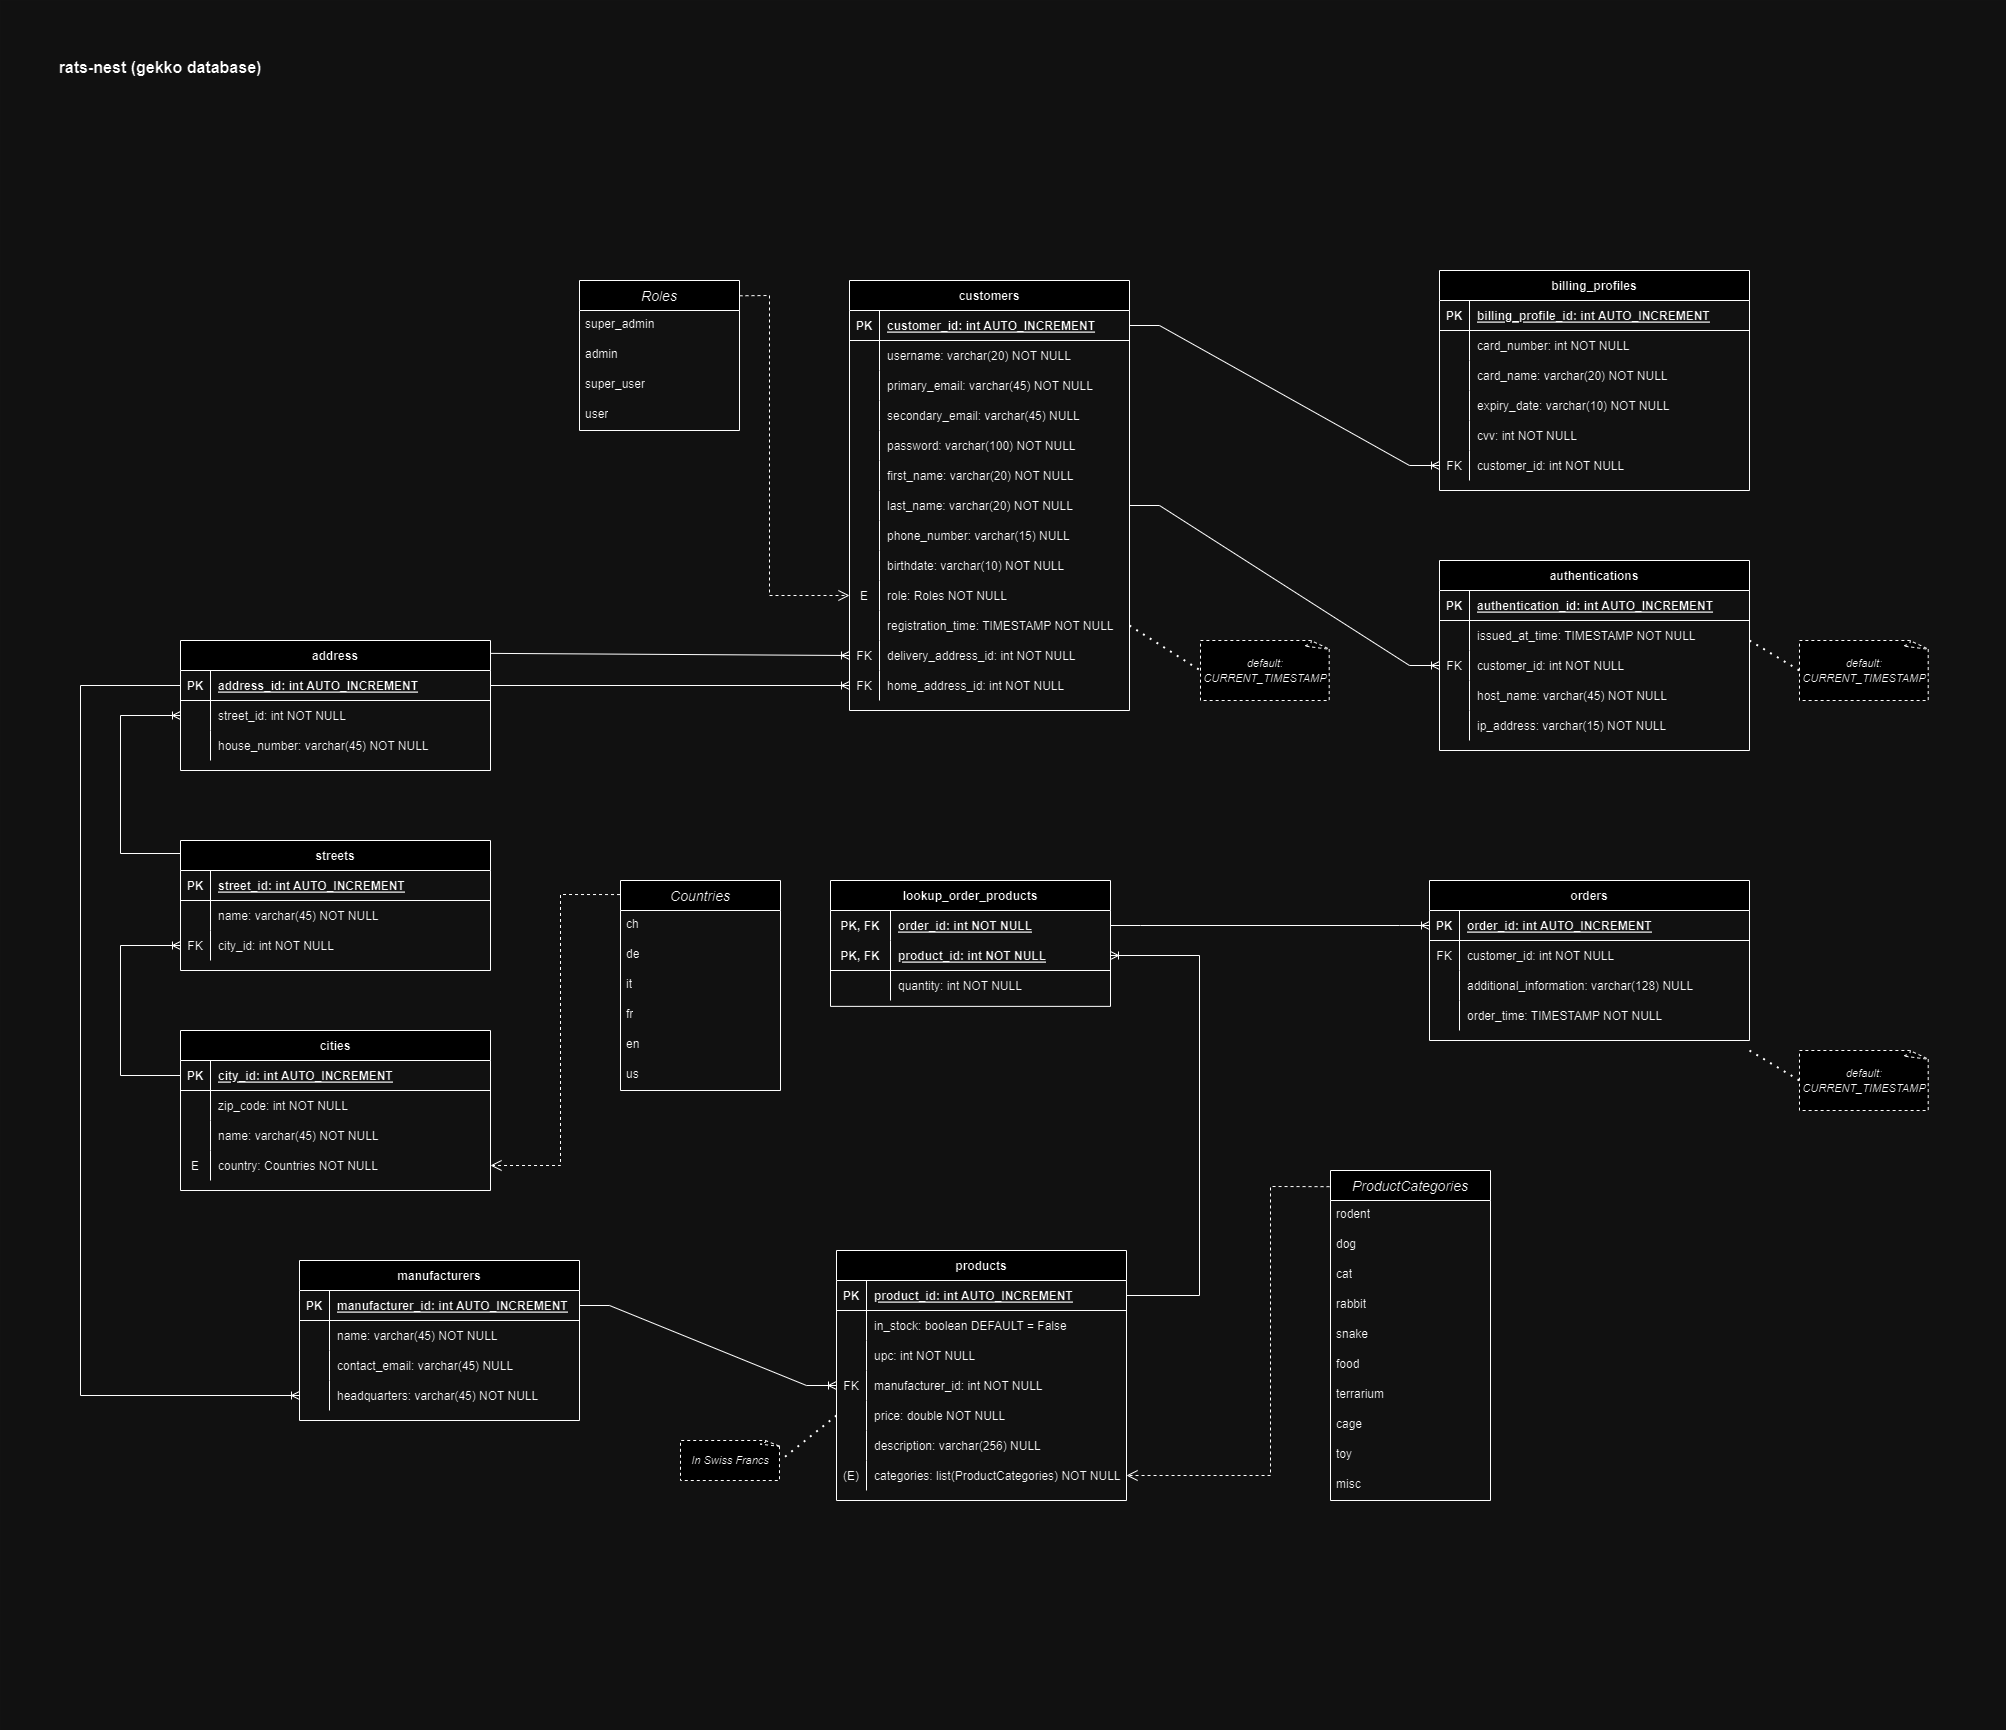 rats-nest (gekko database)
Roles
super_admin
admin
super_user
user
customers
PK customer_id: int AUTO_INCREMENT
username: varchar(20) NOT NULL
primary_email: varchar(45) NOT NULL
secondary_email: varchar(45) NULL
password: varchar(100) NOT NULL
first_name: varchar(20) NOT NULL
last_name: varchar(20) NOT NULL
phone_number: varchar(15) NULL
birthdate: varchar(10) NOT NULL
E role: Roles NOT NULL
registration_time: TIMESTAMP NOT NULL
FK delivery_address_id: int NOT NULL
FK home_address_id: int NOT NULL
default:
CURRENT_TIMESTAMP
billing_profiles
PK billing_profile_id: int AUTO_INCREMENT
card_number: int NOT NULL
card_name: varchar(20) NOT NULL
expiry_date: varchar(10) NOT NULL
cvv: int NOT NULL
FK customer_id: int NOT NULL
authentications
PK authentication_id: int AUTO_INCREMENT
issued_at_time: TIMESTAMP NOT NULL
FK customer_id: int NOT NULL
host_name: varchar(45) NOT NULL
ip_address: varchar(15) NOT NULL
default:
CURRENT_TIMESTAMP
address
PK address_id: int AUTO_INCREMENT
street_id: int NOT NULL
house_number: varchar(45) NOT NULL
streets
PK street_id: int AUTO_INCREMENT
name: varchar(45) NOT NULL
FK city_id: int NOT NULL
cities
PK city_id: int AUTO_INCREMENT
zip_code: int NOT NULL
name: varchar(45) NOT NULL
E country: Countries NOT NULL
Countries
ch
de
it
fr
en
us
lookup_order_products
PK, FK order_id: int NOT NULL
PK, FK product_id: int NOT NULL
quantity: int NOT NULL
orders
PK order_id: int AUTO_INCREMENT
FK customer_id: int NOT NULL
additional_information: varchar(128) NULL
order_time: TIMESTAMP NOT NULL
default:
CURRENT_TIMESTAMP
manufacturers
PK manufacturer_id: int AUTO_INCREMENT
name: varchar(45) NOT NULL
contact_email: varchar(45) NULL
headquarters: varchar(45) NOT NULL
products
PK product_id: int AUTO_INCREMENT
in_stock: boolean DEFAULT = False
upc: int NOT NULL
FK manufacturer_id: int NOT NULL
price: double NOT NULL
description: varchar(256) NULL
(E) categories: list(ProductCategories) NOT NULL
In Swiss Francs
ProductCategories
rodent
dog
cat
rabbit
snake
food
terrarium
cage
toy
misc